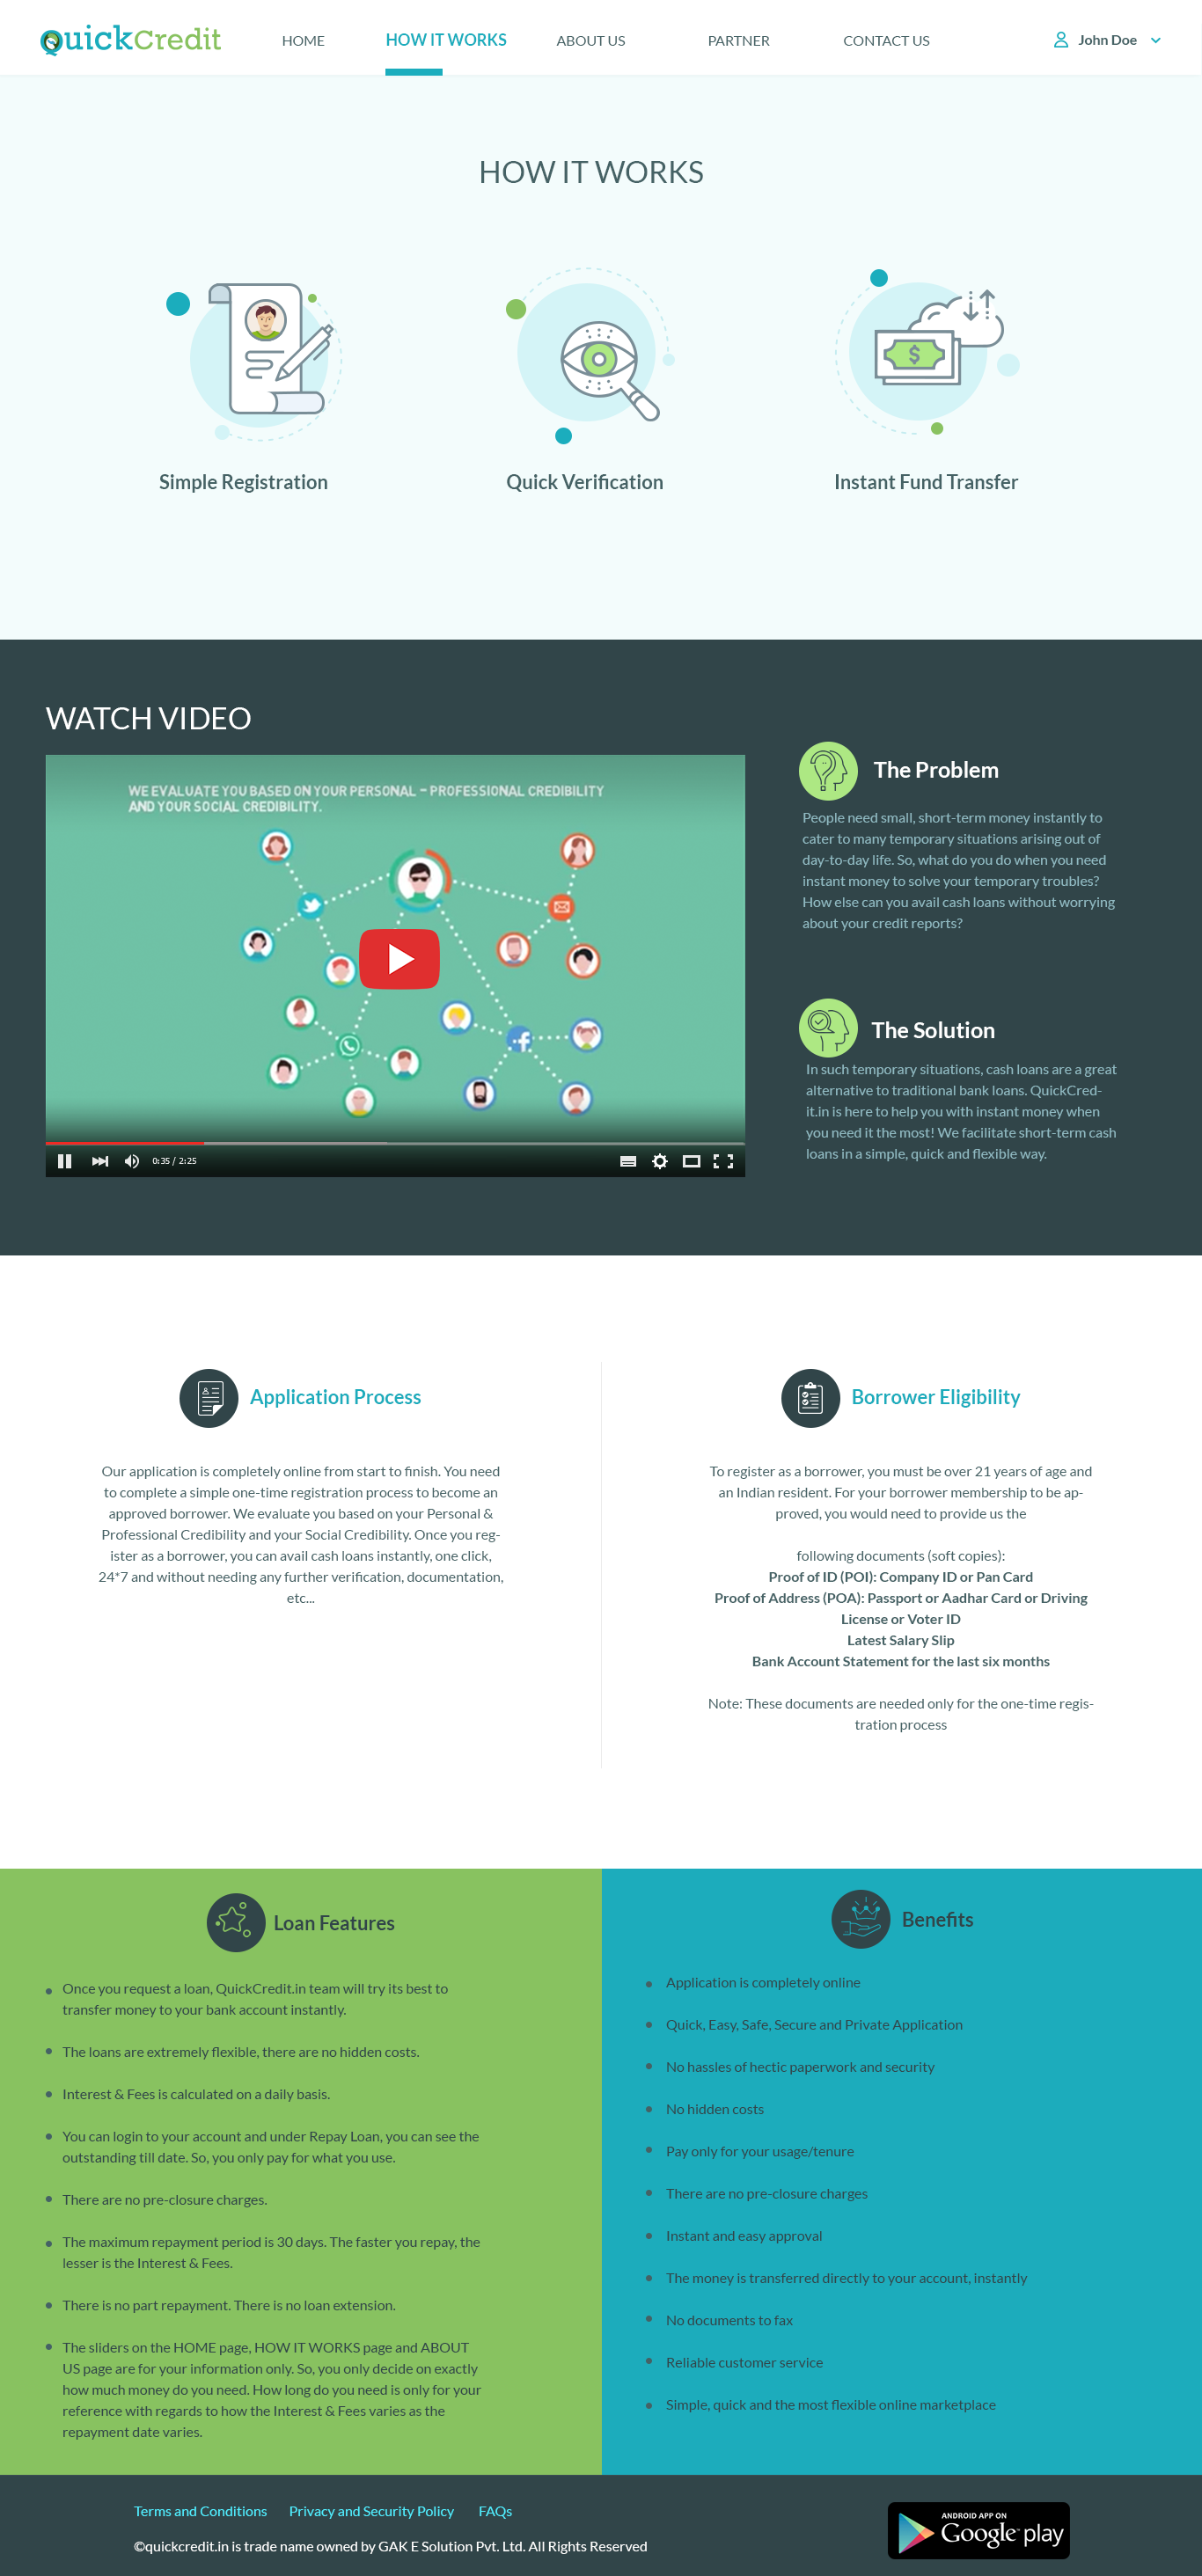 QuickCredit
HOME
HOW IT WORKS
ABOUT US
PARTNER
CONTACT US
John Doe
HOW IT WORKS
Simple Registration
Quick Verification
Instant Fund Transfer
WATCH VIDEO
WE EVALUATE YOU BASED ON YOUR PERSONAL - PROFESSIONAL CREDIBILITY
AND YOUR SOCIAL CREDIBILITY.
0:35 / 2:25
The Problem
People need small, short-term money instantly to
cater to many temporary situations arising out of
day-to-day life. So, what do you do when you need
instant money to solve your temporary troubles?
How else can you avail cash loans without worrying
about your credit reports?
The Solution
In such temporary situations, cash loans are a great
alternative to traditional bank loans. QuickCred-
it.in is here to help you with instant money when
you need it the most! We facilitate short-term cash
loans in a simple, quick and flexible way.
Application Process
Our application is completely online from start to finish. You need
to complete a simple one-time registration process to become an
approved borrower. We evaluate you based on your Personal &
Professional Credibility and your Social Credibility. Once you reg-
ister as a borrower, you can avail cash loans instantly, one click,
24*7 and without needing any further verification, documentation,
etc...
Borrower Eligibility
To register as a borrower, you must be over 21 years of age and
an Indian resident. For your borrower membership to be ap-
proved, you would need to provide us the
following documents (soft copies):
Proof of ID (POI): Company ID or Pan Card
Proof of Address (POA): Passport or Aadhar Card or Driving
License or Voter ID
Latest Salary Slip
Bank Account Statement for the last six months
Note: These documents are needed only for the one-time regis-
tration process
Loan Features
Once you request a loan, QuickCredit.in team will try its best to
transfer money to your bank account instantly.
The loans are extremely flexible, there are no hidden costs.
Interest & Fees is calculated on a daily basis.
You can login to your account and under Repay Loan, you can see the
outstanding till date. So, you only pay for what you use.
There are no pre-closure charges.
The maximum repayment period is 30 days. The faster you repay, the
lesser is the Interest & Fees.
There is no part repayment. There is no loan extension.
The sliders on the HOME page, HOW IT WORKS page and ABOUT
US page are for your information only. So, you only decide on exactly
how much money do you need. How long do you need is only for your
reference with regards to how the Interest & Fees varies as the
repayment date varies.
Benefits
Application is completely online
Quick, Easy, Safe, Secure and Private Application
No hassles of hectic paperwork and security
No hidden costs
Pay only for your usage/tenure
There are no pre-closure charges
Instant and easy approval
The money is transferred directly to your account, instantly
No documents to fax
Reliable customer service
Simple, quick and the most flexible online marketplace
Terms and Conditions
Privacy and Security Policy
FAQs
©quickcredit.in is trade name owned by GAK E Solution Pvt. Ltd. All Rights Reserved
ANDROID APP ON
Google play